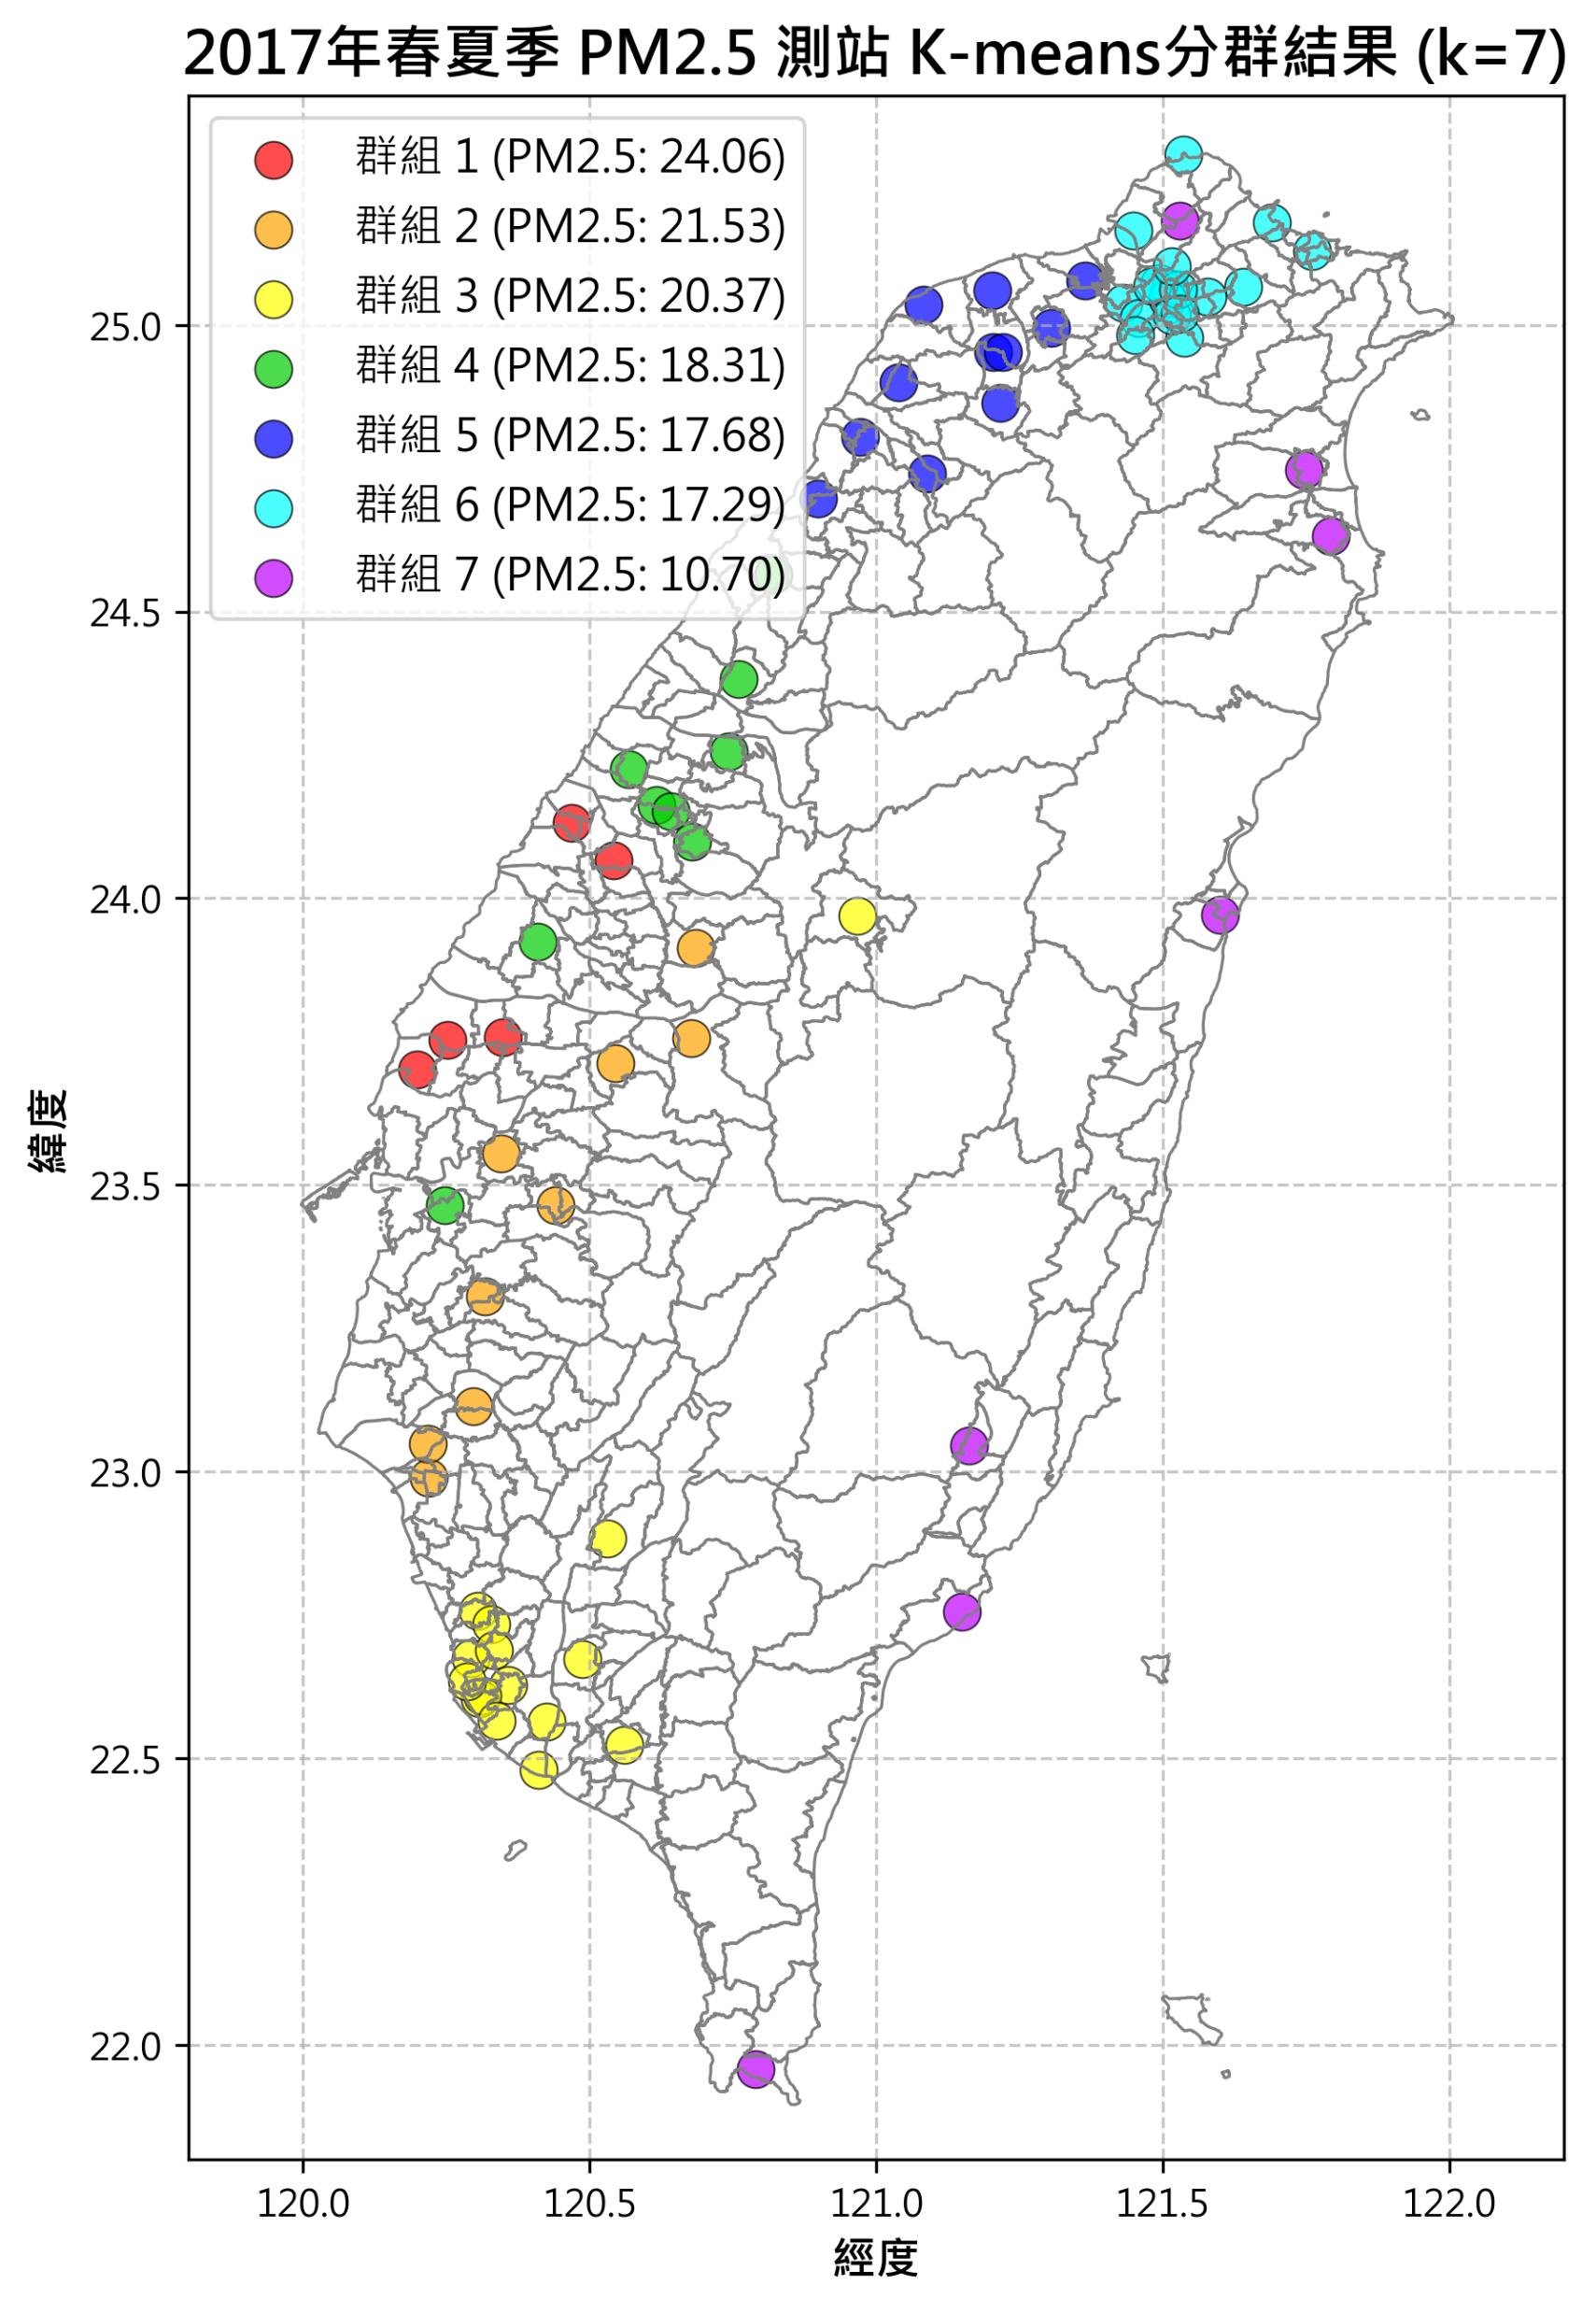 2017年春夏季 PM2.5 測站 K-means分群結果 (k=7)
群組 1 (PM2.5: 24.06)
群組 2 (PM2.5: 21.53)
群組 3 (PM2.5: 20.37)
群組 4 (PM2.5: 18.31)
群組 5 (PM2.5: 17.68)
群組 6 (PM2.5: 17.29)
群組 7 (PM2.5: 10.70)
25.0
24.5
24.0
23.5
23.0
22.5
22.0
緯度
120.0 120.5 121.0 121.5 122.0
經度